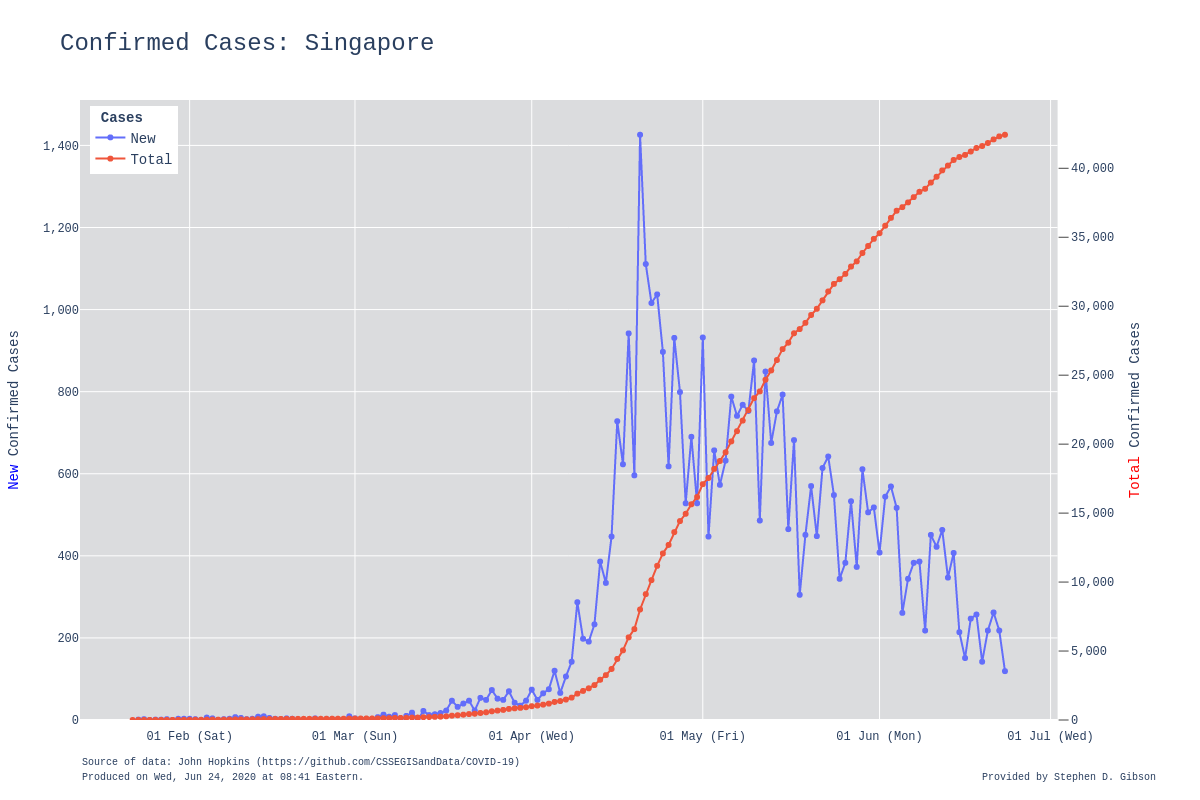 Confirmed Cases: Singapore
Cases
New
Total
1,400
1,200
1,000
800
600
400
200
0
New Confirmed Cases
40,000
35,000
30,000
25,000
20,000
15,000
10,000
5,000
0
Total Confirmed Cases
01 Feb (Sat)
01 Mar (Sun)
01 Apr (Wed)
01 May (Fri)
01 Jun (Mon)
01 Jul (Wed)
Source of data: John Hopkins (https://github.com/CSSEGISandData/COVID-19)
Produced on Wed, Jun 24, 2020 at 08:41 Eastern.
Provided by Stephen D. Gibson